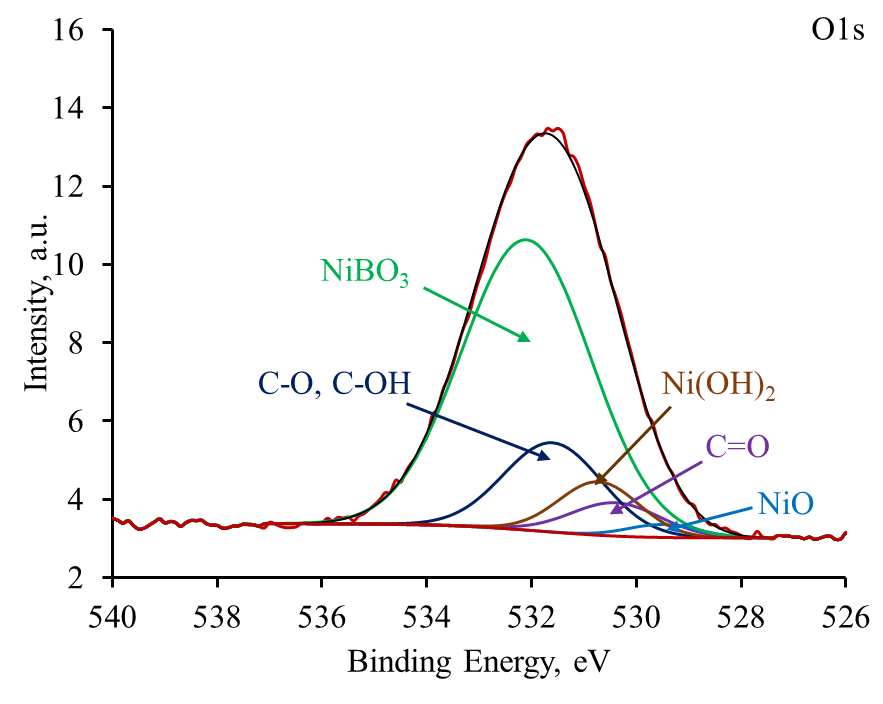 O1s
16
14
12
10
8
6
4
2
Intensity, a.u.
NiBO₃
C-O, C-OH
Ni(OH)₂
C=O
NiO
540 538 536 534 532 530 528 526
Binding Energy, eV